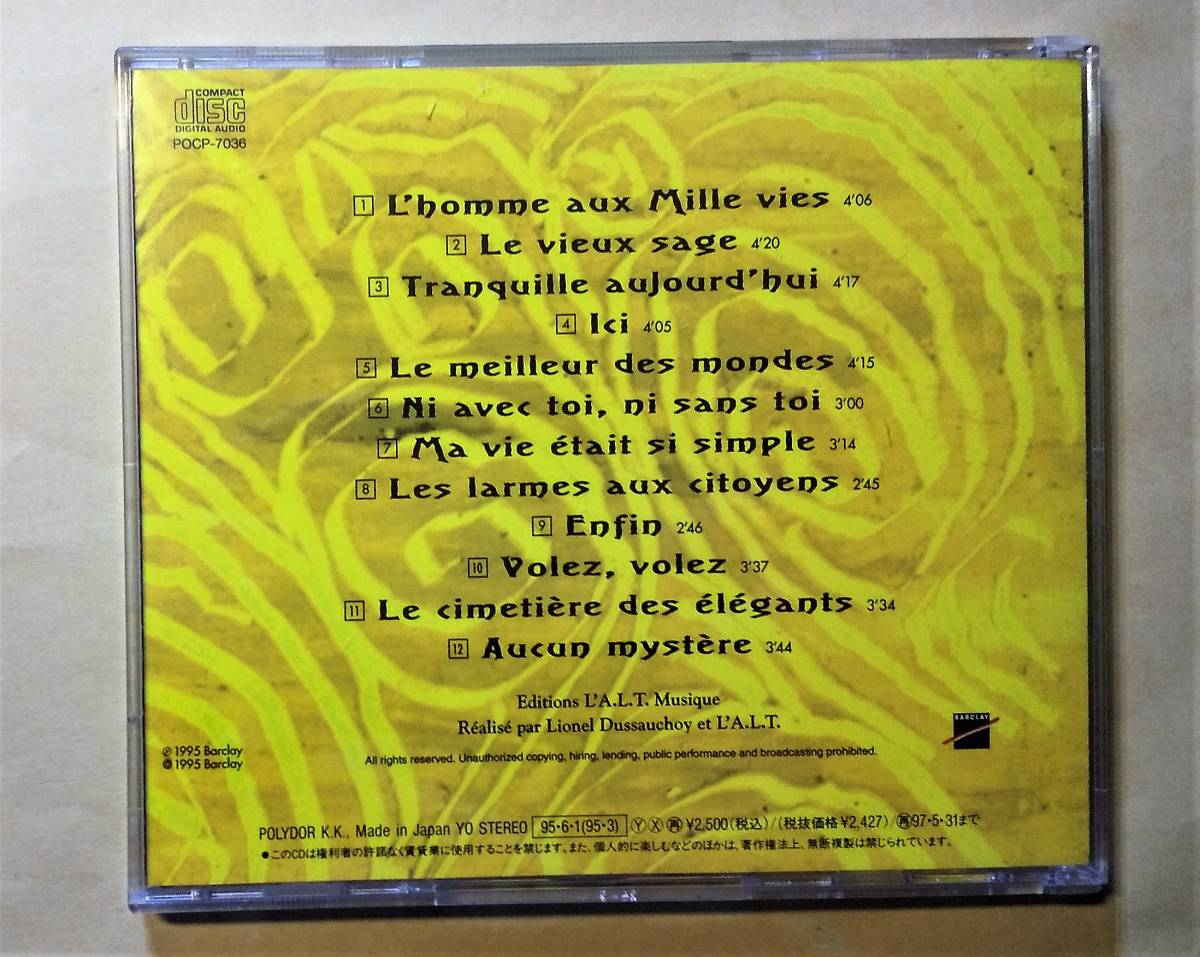 COMPACT
disc
DIGITAL AUDIO
POCP-7036
1 L'homme aux Mille vies 4'06
2 Le vieux sage 4'20
3 Tranquille aujourd'hui 4'17
4 Ici 4'05
5 Le meilleur des mondes 4'15
6 Ni avec toi, ni sans toi 3'00
7 Ma vie était si simple 3'14
8 Les larmes aux citoyens 2'45
9 Enfin 2'46
10 Volez, volez 3'37
11 Le cimetière des élégants 3'34
12 Aucun mystère 3'44
Editions L'A.L.T. Musique
Réalisé par Lionel Dussauchoy et L'A.L.T.
BARCLAY
℗ 1995 Barclay
© 1995 Barclay
All rights reserved. Unauthorized copying, hiring, lending, public performance and broadcasting prohibited.
POLYDOR K.K., Made in Japan YO STEREO 95・6・1(95・3) Ⓨ Ⓧ ㊢ ¥2,500(税込)/(税抜価格¥2,427)/再97・5・31まで
●このCDは権利者の許諾なく賃貸業に使用することを禁じます。また、個人的に楽しむなどのほかは、著作権法上、無断複製は禁じられています。